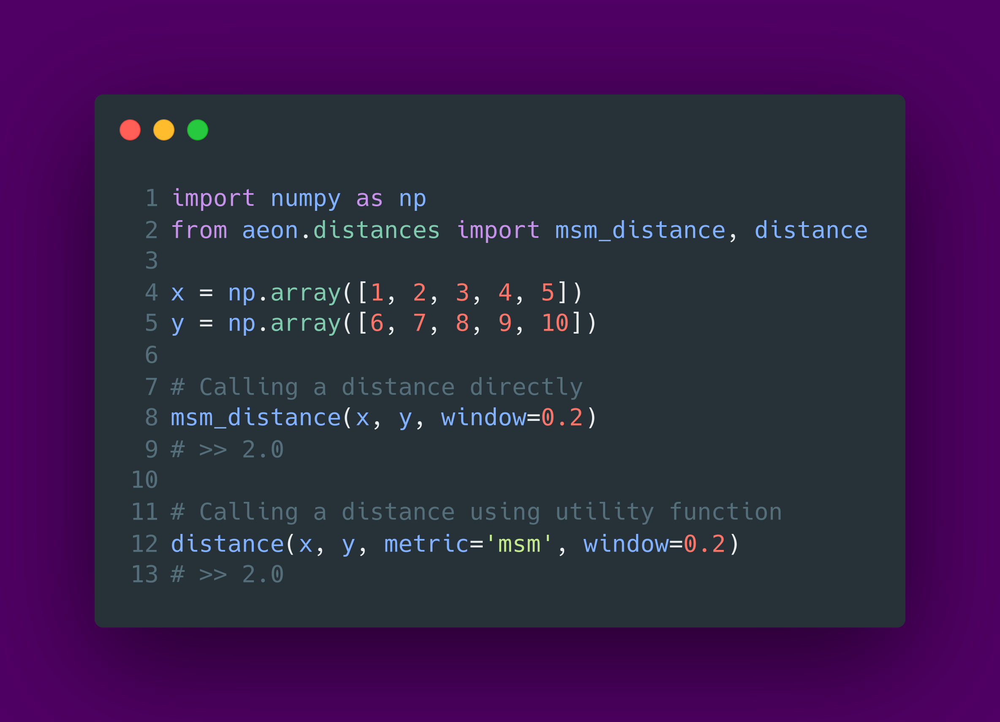 1 import numpy as np
2 from aeon.distances import msm_distance, distance
3
4 x = np.array([1, 2, 3, 4, 5])
5 y = np.array([6, 7, 8, 9, 10])
6
7 # Calling a distance directly
8 msm_distance(x, y, window=0.2)
9 # >> 2.0
10
11 # Calling a distance using utility function
12 distance(x, y, metric='msm', window=0.2)
13 # >> 2.0